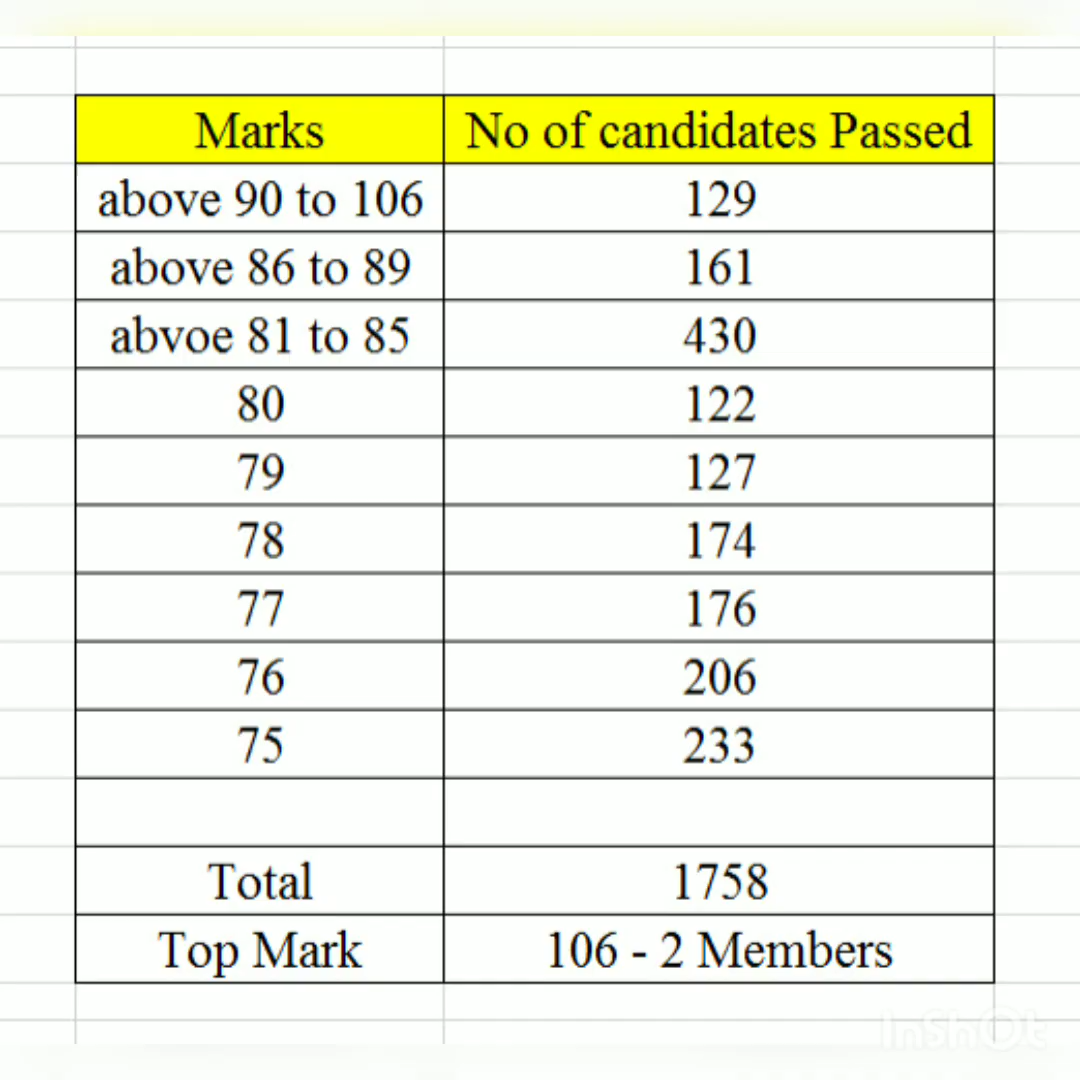 Marks No of candidates Passed
above 90 to 106 129
above 86 to 89 161
abvoe 81 to 85 430
80 122
79 127
78 174
77 176
76 206
75 233
Total 1758
Top Mark 106 - 2 Members
InShOt